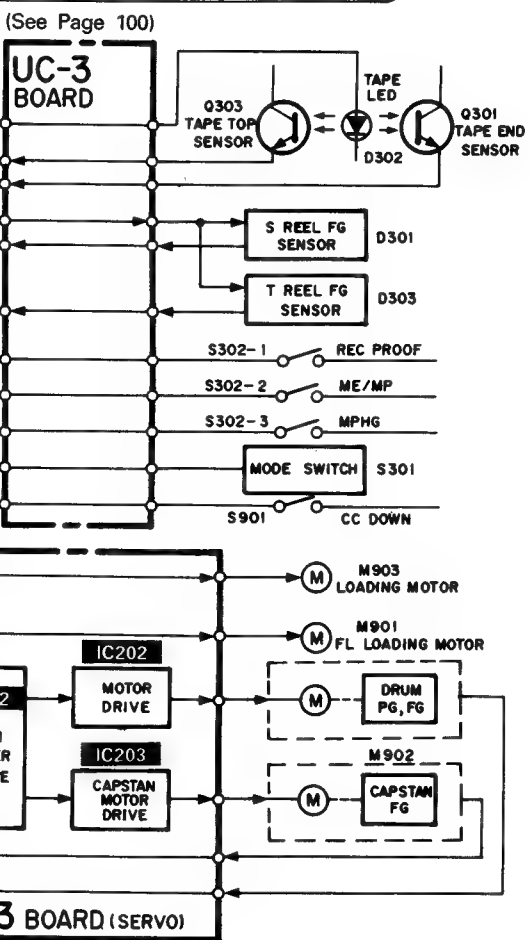 (See Page 100)
UC-3
BOARD
Q303
TAPE TOP
SENSOR
TAPE
LED
D302
Q301
TAPE END
SENSOR
S REEL FG
SENSOR
D301
T REEL FG
SENSOR
D303
S302-1
REC PROOF
S302-2
ME/MP
S302-3
MPHG
MODE SWITCH
S301
S901
CC DOWN
M
M903
LOADING MOTOR
M
M901
FL LOADING MOTOR
2
R
E
IC202
MOTOR
DRIVE
M
DRUM
PG, FG
IC203
CAPSTAN
MOTOR
DRIVE
M902
M
CAPSTAN
FG
3 BOARD (SERVO)